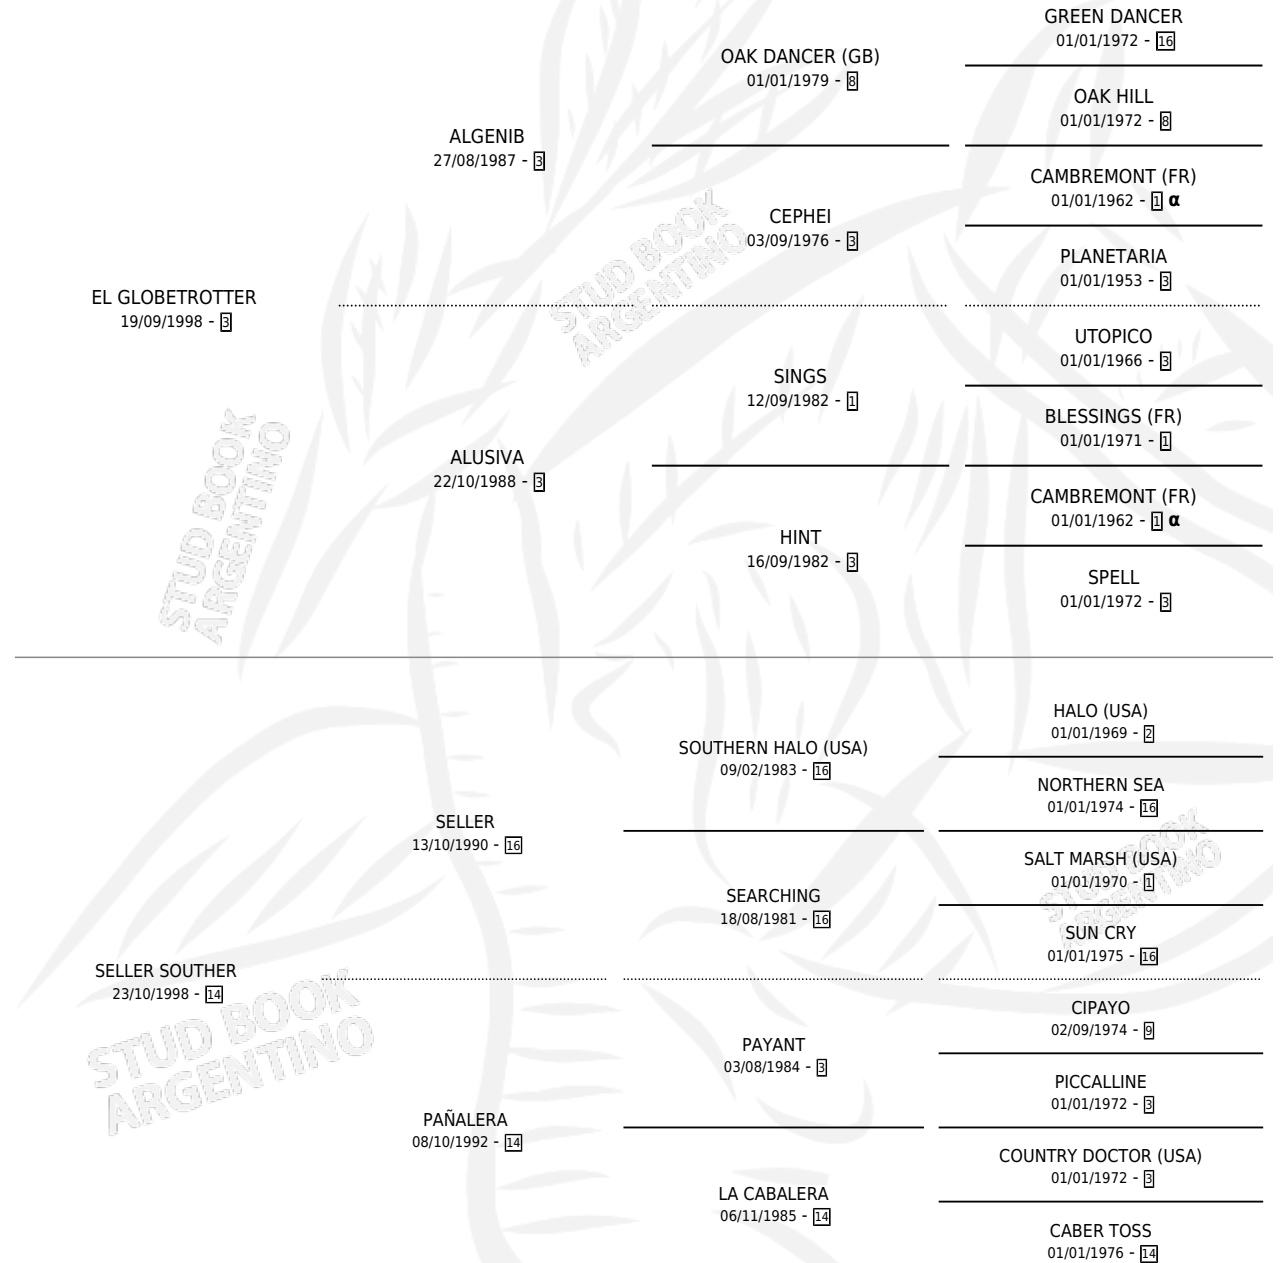 GREEN DANCER
01/01/1972 - 16
OAK DANCER (GB)
01/01/1979 - 8
OAK HILL
01/01/1972 - 8
ALGENIB
27/08/1987 - 3
CAMBREMONT (FR)
01/01/1962 - 1 α
CEPHEI
03/09/1976 - 3
PLANETARIA
01/01/1953 - 3
EL GLOBETROTTER
19/09/1998 - 3
UTOPICO
01/01/1966 - 3
SINGS
12/09/1982 - 1
BLESSINGS (FR)
01/01/1971 - 1
ALUSIVA
22/10/1988 - 3
CAMBREMONT (FR)
01/01/1962 - 1 α
HINT
16/09/1982 - 3
SPELL
01/01/1972 - 3
HALO (USA)
01/01/1969 - 2
SOUTHERN HALO (USA)
09/02/1983 - 16
NORTHERN SEA
01/01/1974 - 16
SELLER
13/10/1990 - 16
SALT MARSH (USA)
01/01/1970 - 1
SEARCHING
18/08/1981 - 16
SUN CRY
01/01/1975 - 16
SELLER SOUTHER
23/10/1998 - 14
CIPAYO
02/09/1974 - 9
PAYANT
03/08/1984 - 3
PICCALLINE
01/01/1972 - 3
PAÑALERA
08/10/1992 - 14
COUNTRY DOCTOR (USA)
01/01/1972 - 3
LA CABALERA
06/11/1985 - 14
CABER TOSS
01/01/1976 - 14
STUD BOOK
ARGENTINO
STUD BOOK
ARGENTINO
STUD BOOK
ARGENTINO
STUD BOOK
ARGENTINO